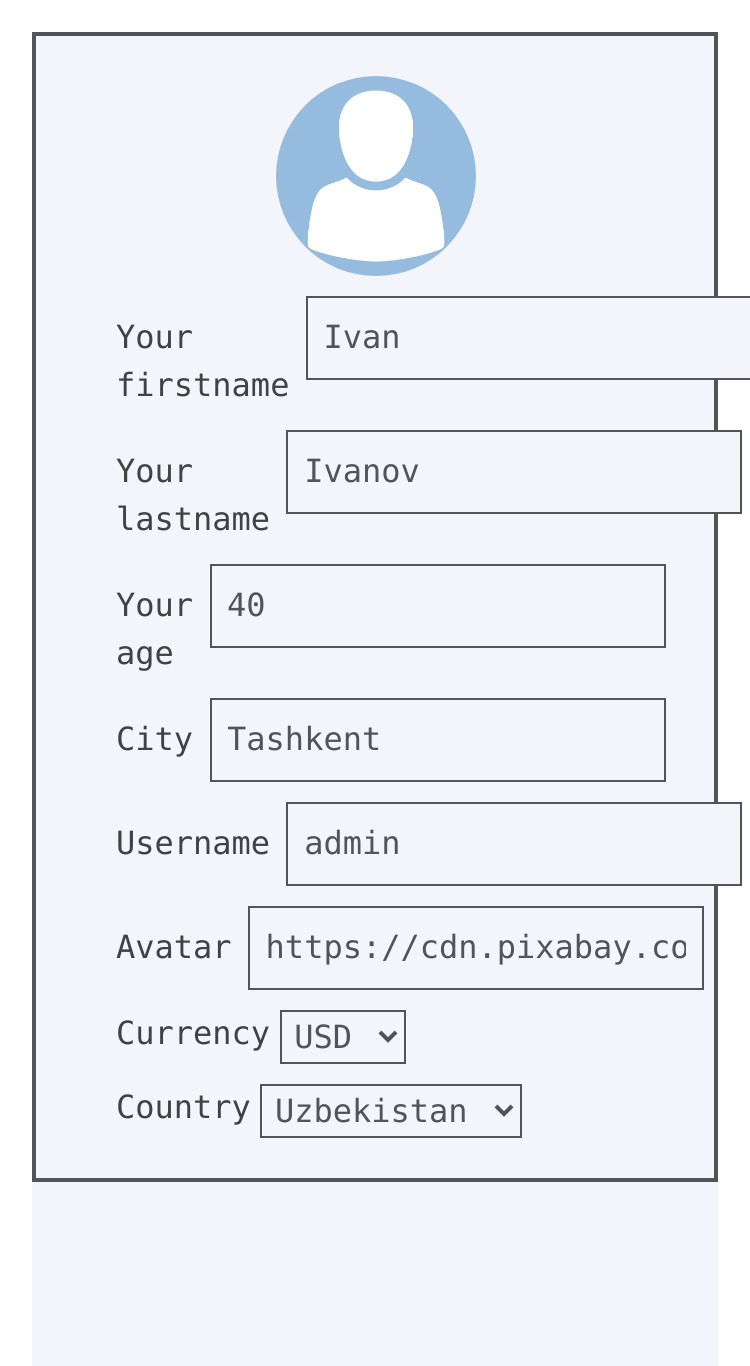 Your firstname Ivan
Your lastname Ivanov
Your age 40
City Tashkent
Username admin
Avatar https://cdn.pixabay.co
Currency USD
Country Uzbekistan